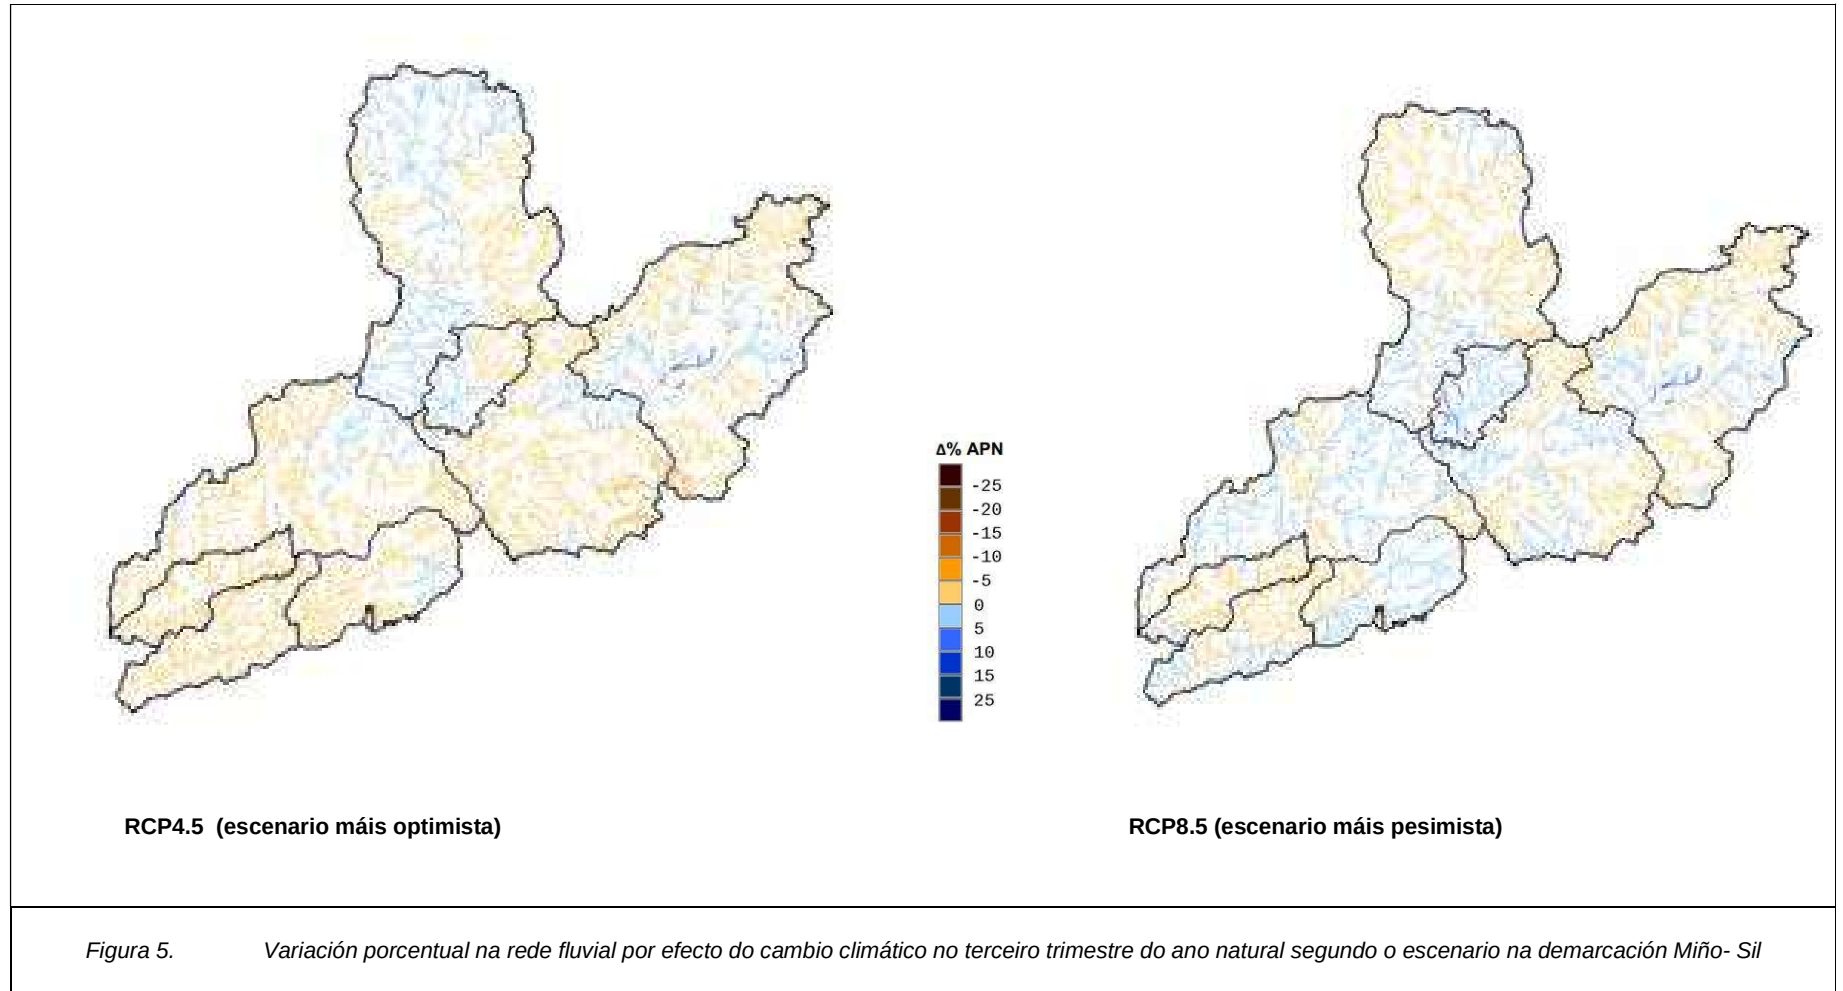 Δ% APN
-25
-20
-15
-10
-5
0
5
10
15
25
RCP4.5 (escenario máis optimista)
RCP8.5 (escenario máis pesimista)
Figura 5. Variación porcentual na rede fluvial por efecto do cambio climático no terceiro trimestre do ano natural segundo o escenario na demarcación Miño- Sil